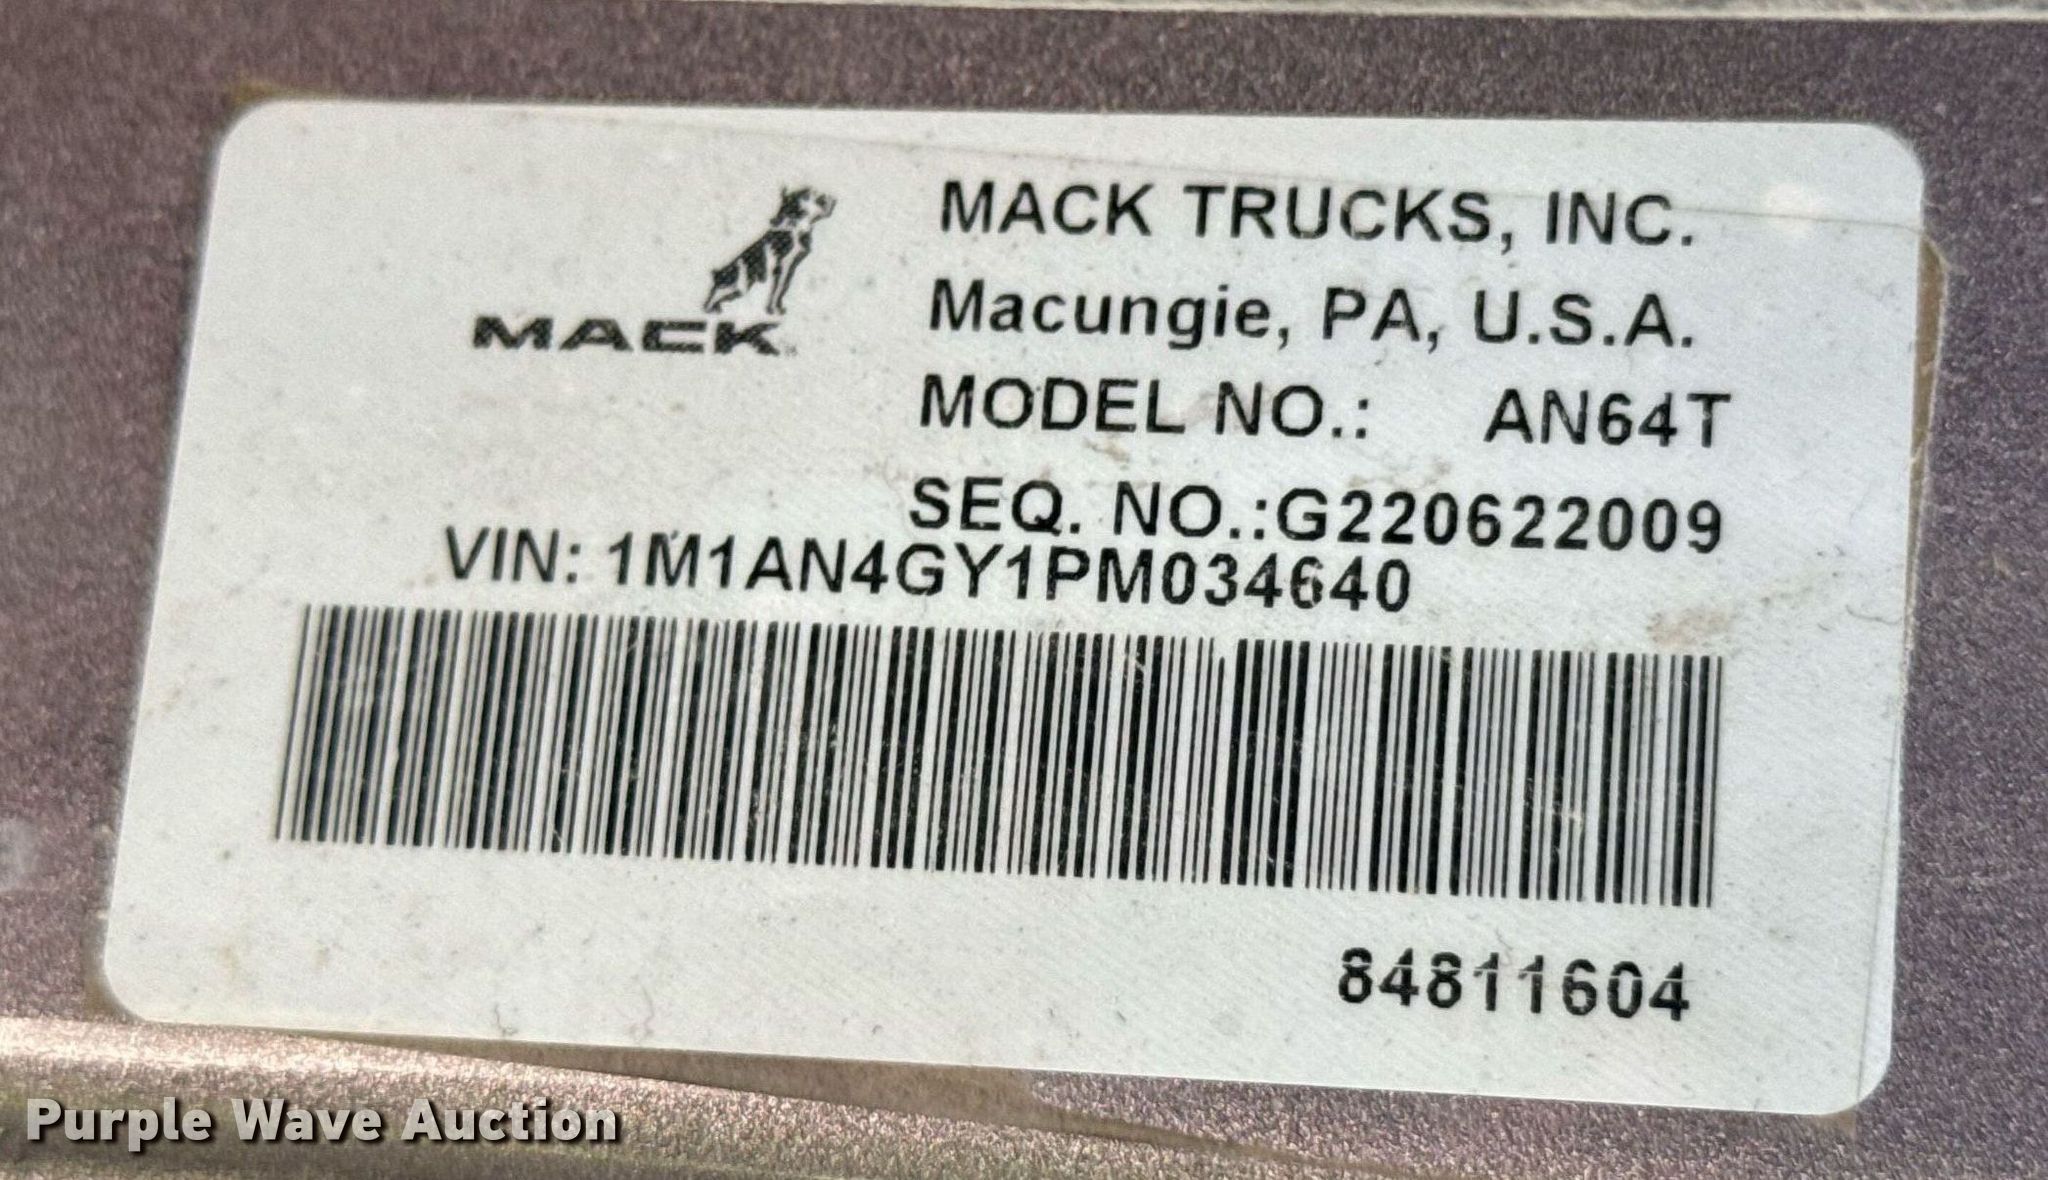 MACK
MACK TRUCKS, INC.
Macungie, PA, U.S.A.
MODEL NO.: AN64T
SEQ. NO.:G220622009
VIN: 1M1AN4GY1PM034640
84811604
Purple Wave Auction